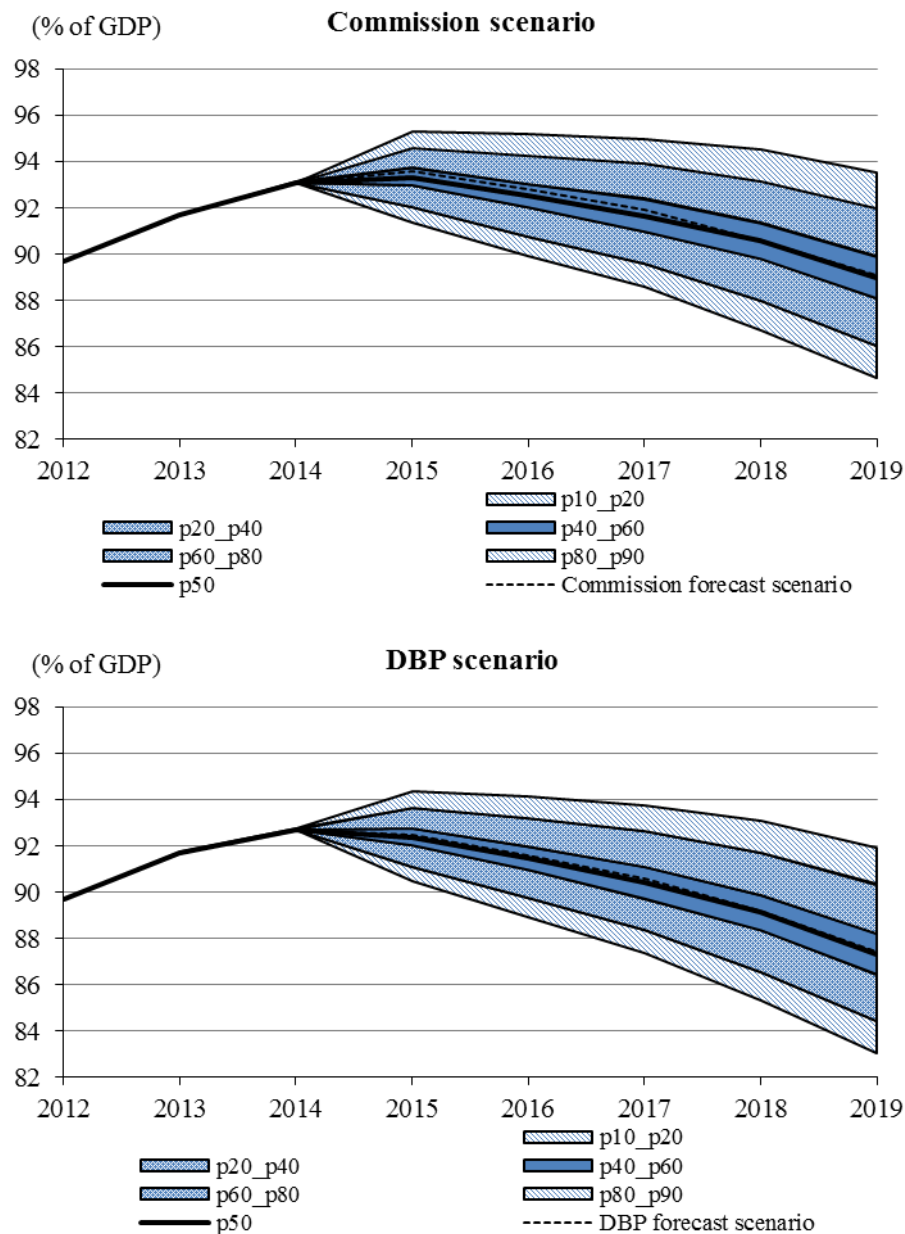 (% of GDP) Commission scenario
98
96
94
92
90
88
86
84
82
2012 2013 2014 2015 2016 2017 2018 2019
p10_p20
p20_p40 p40_p60
p60_p80 p80_p90
p50 Commission forecast scenario
(% of GDP) DBP scenario
98
96
94
92
90
88
86
84
82
2012 2013 2014 2015 2016 2017 2018 2019
p10_p20
p20_p40 p40_p60
p60_p80 p80_p90
p50 DBP forecast scenario